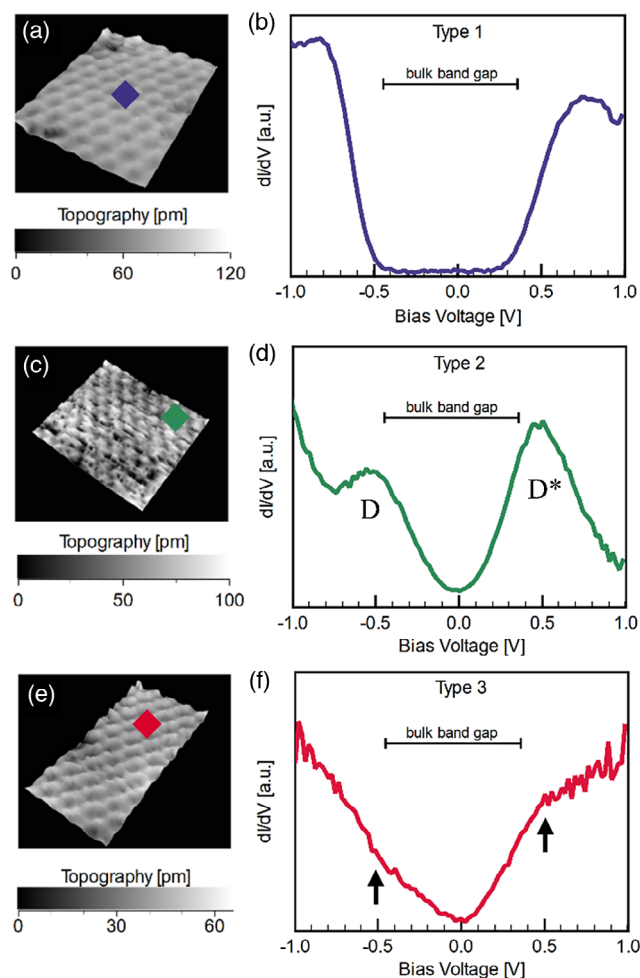 (a)
Topography [pm]
0 60 120
(b)
Type 1
bulk band gap
dI/dV [a.u.]
-1.0 -0.5 0.0 0.5 1.0
Bias Voltage [V]
(c)
Topography [pm]
0 50 100
(d)
Type 2
bulk band gap
D
D*
dI/dV [a.u.]
-1.0 -0.5 0.0 0.5 1.0
Bias Voltage [V]
(e)
Topography [pm]
0 30 60
(f)
Type 3
bulk band gap
dI/dV [a.u.]
-1.0 -0.5 0.0 0.5 1.0
Bias Voltage [V]